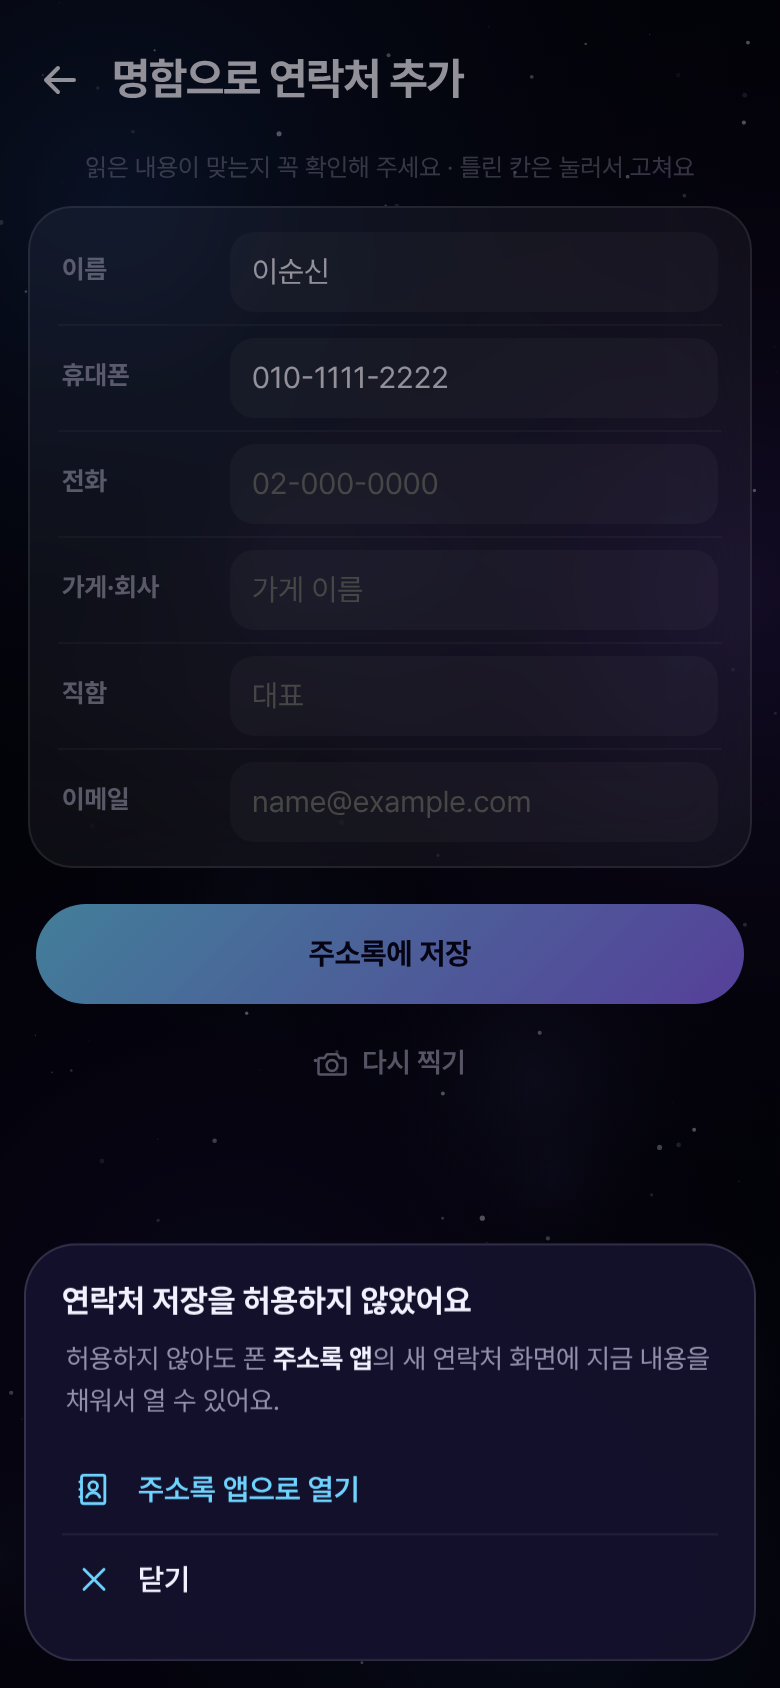 명함으로 연락처 추가
읽은 내용이 맞는지 꼭 확인해 주세요 · 틀린 칸은 눌러서 고쳐요
이름
이순신
휴대폰
010-1111-2222
전화
02-000-0000
가게·회사
가게 이름
직함
대표
이메일
name@example.com
주소록에 저장
다시 찍기
연락처 저장을 허용하지 않았어요
허용하지 않아도 폰 주소록 앱의 새 연락처 화면에 지금 내용을
채워서 열 수 있어요.
주소록 앱으로 열기
닫기